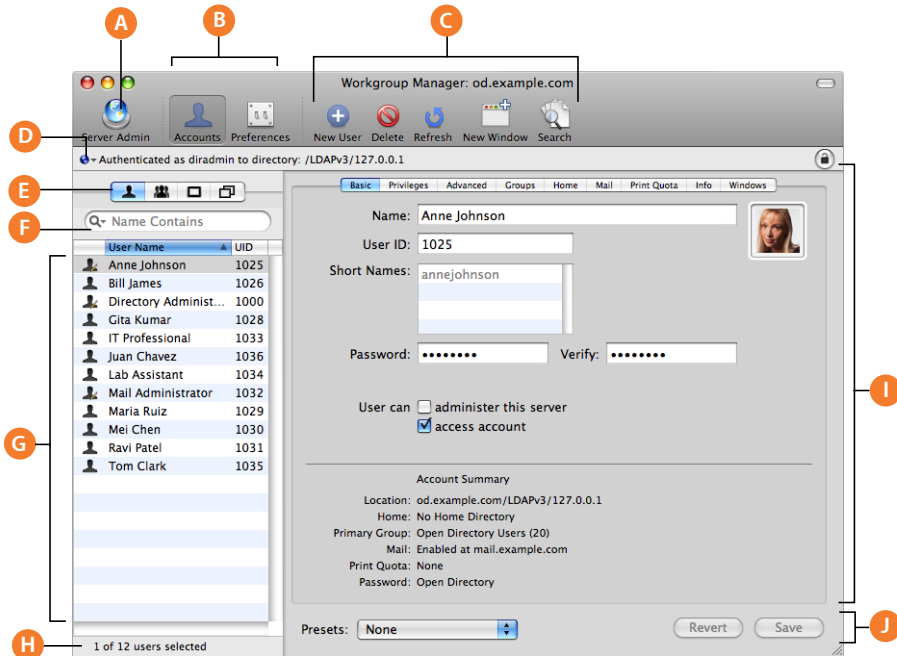 A
B
C
Workgroup Manager: od.example.com
Server Admin
Accounts
Preferences
New User
Delete
Refresh
New Window
Search
D
Authenticated as diradmin to directory: /LDAPv3/127.0.0.1
E
Basic
Privileges
Advanced
Groups
Home
Mail
Print Quota
Info
Windows
F
Name Contains
User Name
UID
Anne Johnson 1025
Bill James 1026
Directory Administ... 1000
Gita Kumar 1028
IT Professional 1033
Juan Chavez 1036
Lab Assistant 1034
Mail Administrator 1032
Maria Ruiz 1029
Mei Chen 1030
Ravi Patel 1031
Tom Clark 1035
G
Name: Anne Johnson
User ID: 1025
Short Names: annejohnson
Password: ••••••••
Verify: ••••••••
User can administer this server
access account
I
Account Summary
Location: od.example.com/LDAPv3/127.0.0.1
Home: No Home Directory
Primary Group: Open Directory Users (20)
Mail: Enabled at mail.example.com
Print Quota: None
Password: Open Directory
Presets: None
Revert
Save
J
H
1 of 12 users selected